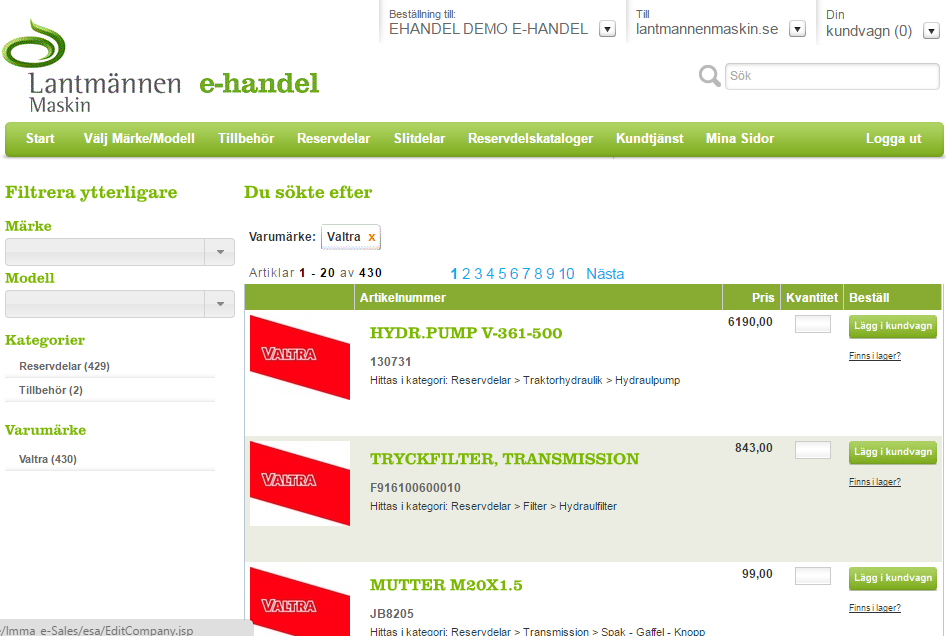 Beställning till:
EHANDEL DEMO E-HANDEL
Till
lantmannenmaskin.se
Din
kundvagn (0)
Lantmännen
Maskin
e-handel
Sök
Start Välj Märke/Modell Tillbehör Reservdelar Slitdelar Reservdelskataloger Kundtjänst Mina Sidor Logga ut
Filtrera ytterligare
Märke
Modell
Kategorier
Reservdelar (429)
Tillbehör (2)
Varumärke
Valtra (430)
Du sökte efter
Varumärke: Valtra x
Artiklar 1 - 20 av 430 1 2 3 4 5 6 7 8 9 10 Nästa
Artikelnummer Pris Kvantitet Beställ
VALTRA
HYDR.PUMP V-361-500
130731
Hittas i kategori: Reservdelar > Traktorhydraulik > Hydraulpump
6190,00
Lägg i kundvagn
Finns i lager?
VALTRA
TRYCKFILTER, TRANSMISSION
F916100600010
Hittas i kategori: Reservdelar > Filter > Hydraulfilter
843,00
Lägg i kundvagn
Finns i lager?
VALTRA
MUTTER M20X1.5
JB8205
Hittas i kategori: Reservdelar > Transmission > Spak - Gaffel - Knopp
99,00
Lägg i kundvagn
Finns i lager?
/Imma_e-Sales/esa/EditCompany.jsp